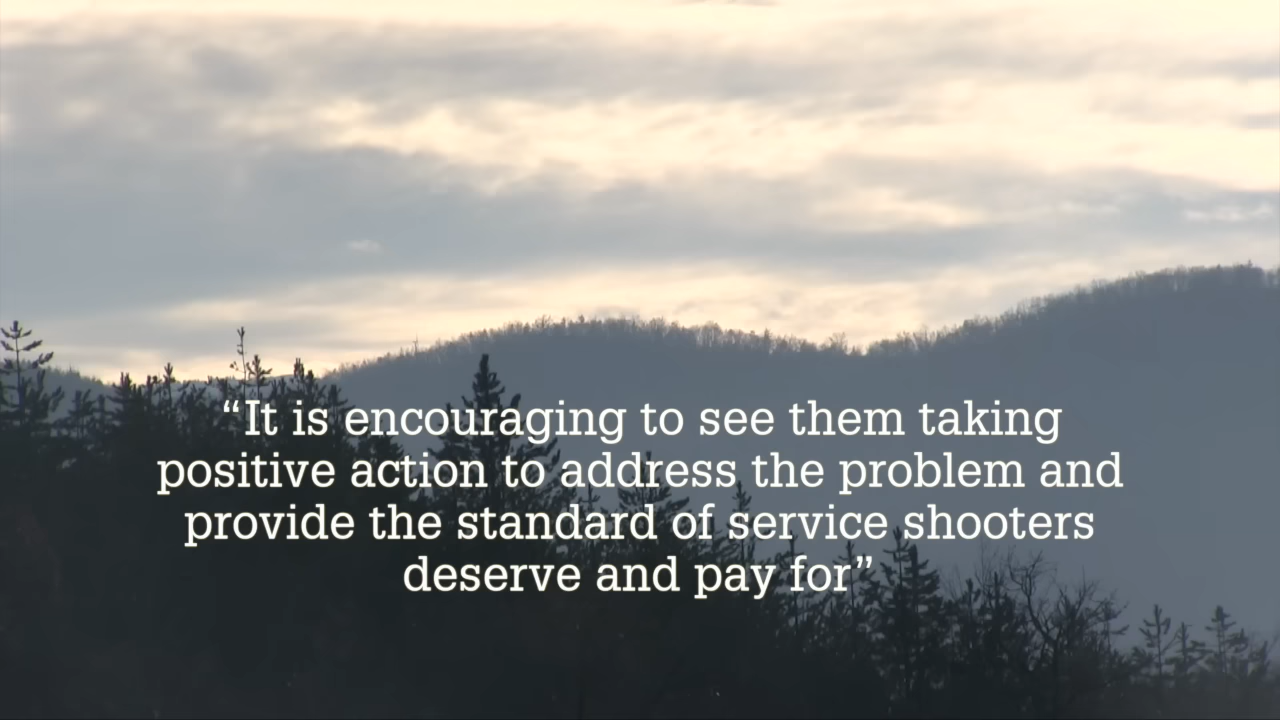 “It is encouraging to see them taking
positive action to address the problem and
provide the standard of service shooters
deserve and pay for”